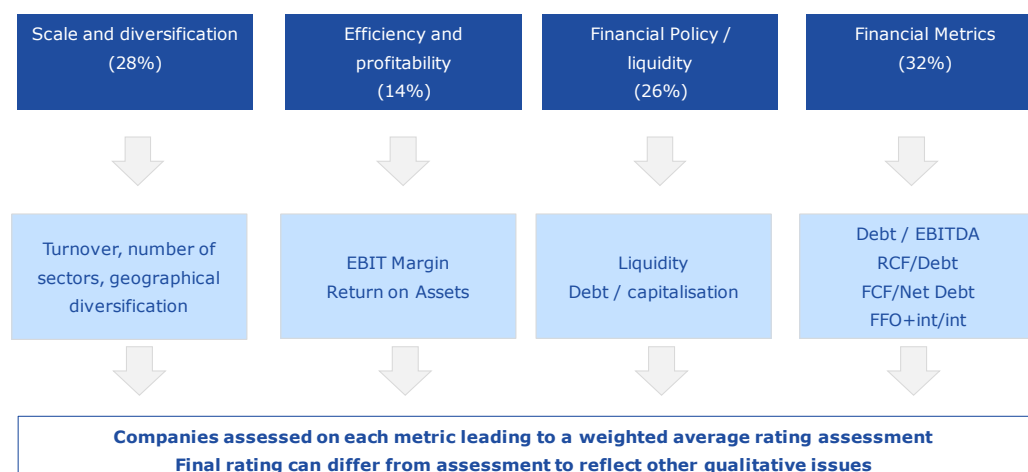 Scale and diversification
(28%)
Efficiency and
profitability
(14%)
Financial Policy /
liquidity
(26%)
Financial Metrics
(32%)
Turnover, number of
sectors, geographical
diversification
EBIT Margin
Return on Assets
Liquidity
Debt / capitalisation
Debt / EBITDA
RCF/Debt
FCF/Net Debt
FFO+int/int
Companies assessed on each metric leading to a weighted average rating assessment
Final rating can differ from assessment to reflect other qualitative issues